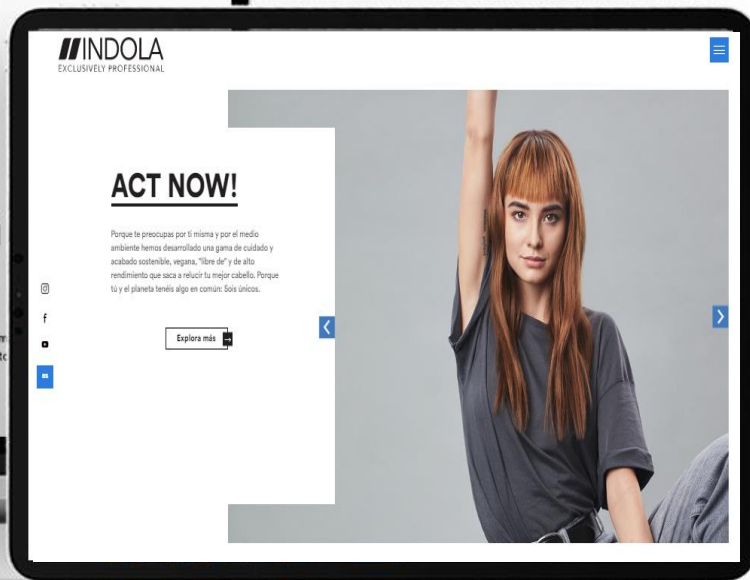 INDOLA
EXCLUSIVELY PROFESSIONAL
ACT NOW!
Porque te preocupas por ti misma y por el medio
ambiente hemos desarrollado una gama de cuidado y
acabado sostenible, vegana, "libre de" y de alto
rendimiento que saca a relucir tu mejor cabello. Porque
tú y el planeta tenéis algo en común: Sois únicos.
Explora más